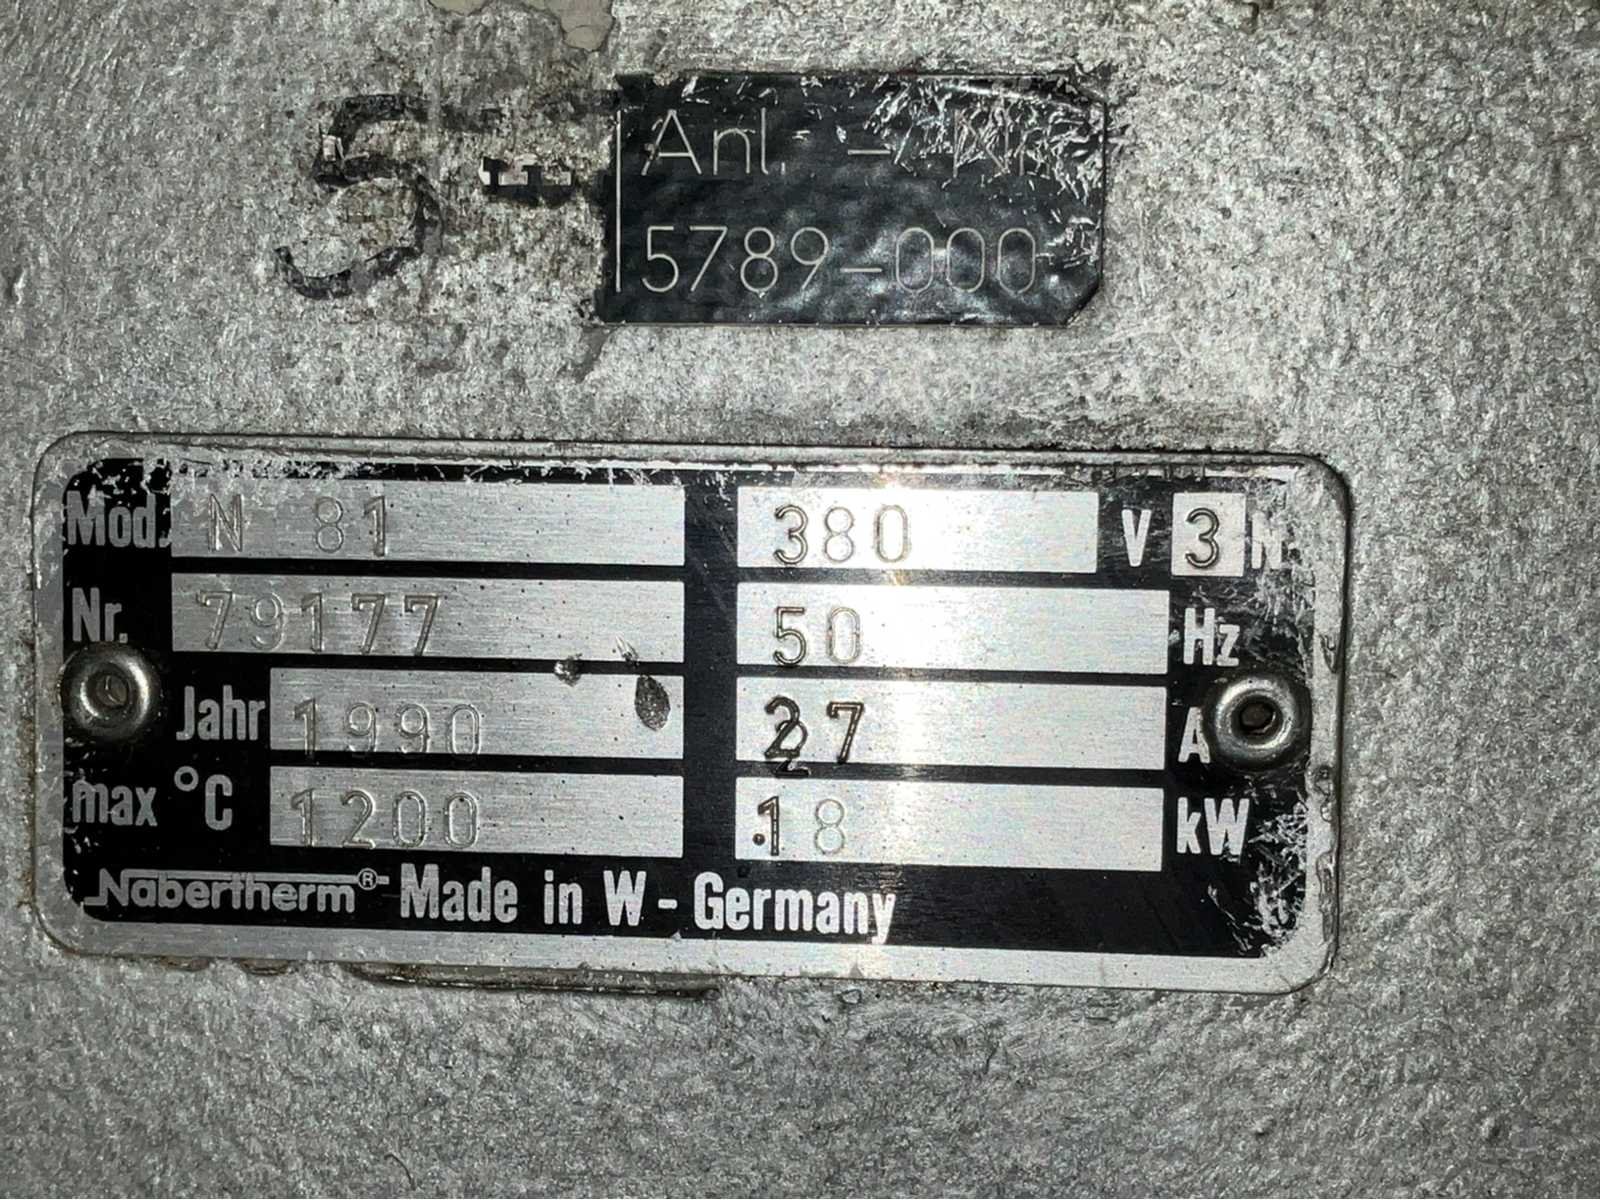 5
Anl. - Nr.
5789-000
Mod. N 81 380 V 3 N
Nr. 79177 50 Hz
Jahr 1990 27 A
max °C 1200 18 kW
Nabertherm® - Made in W - Germany